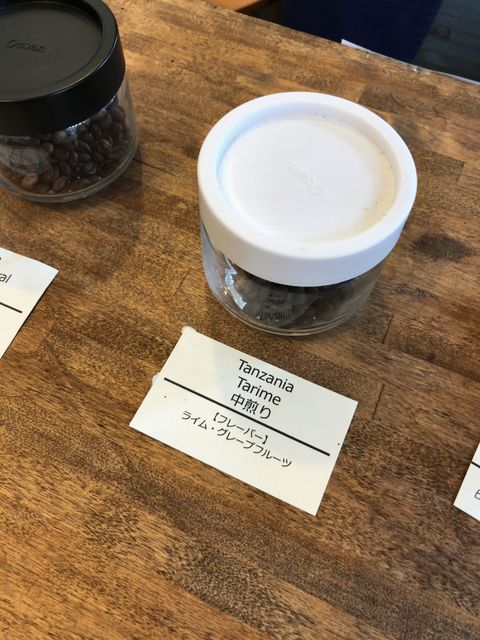 Tanzania
Tarime
中煎り
【フレーバー】
ライム・グレープフルーツ